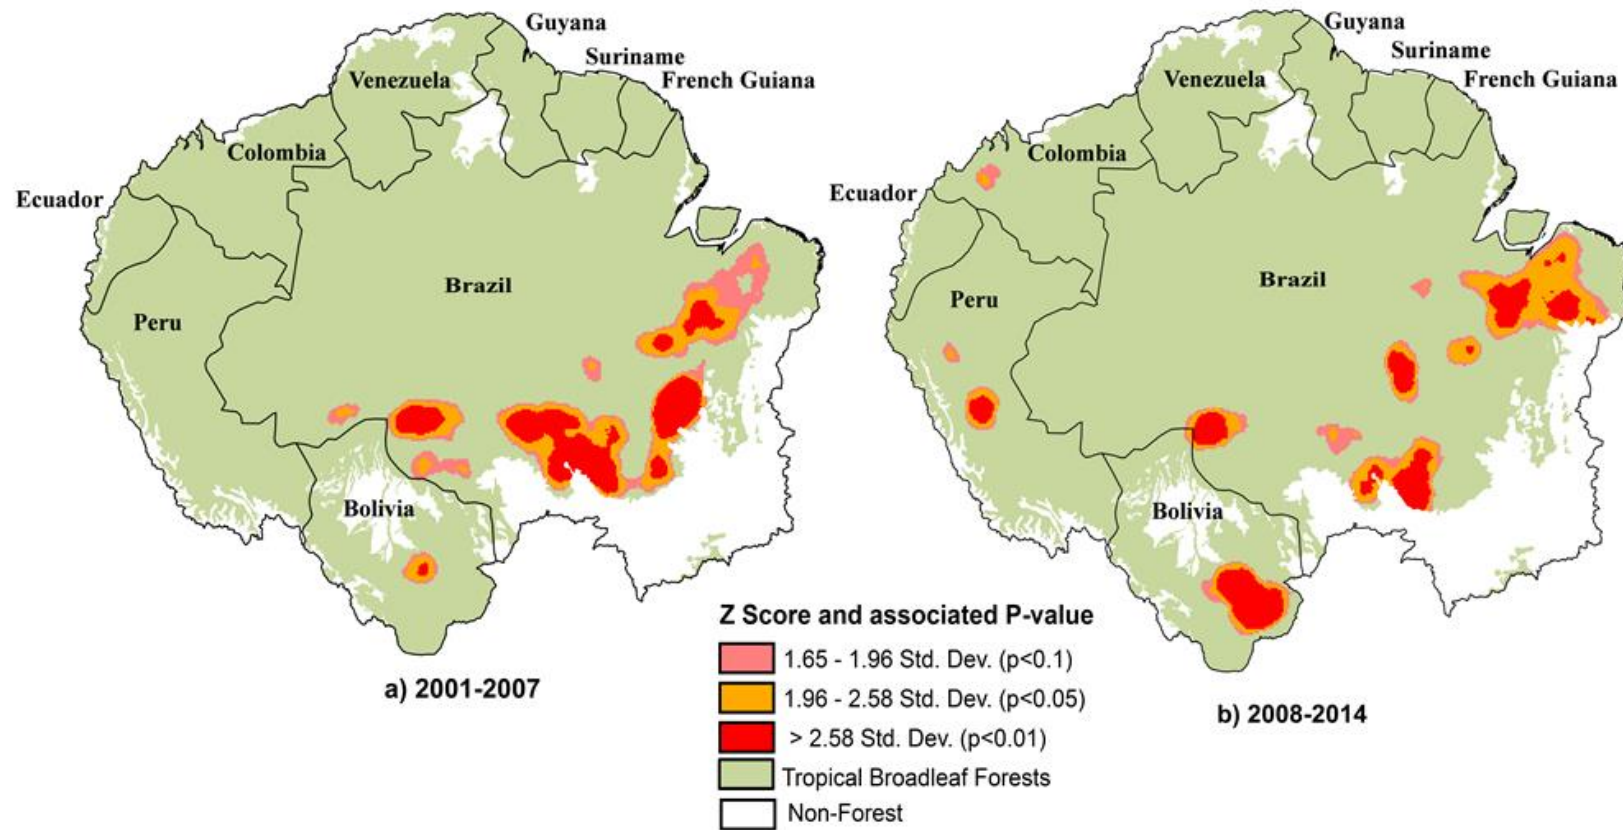 Guyana
Suriname
French Guiana
Venezuela
Colombia
Ecuador
Brazil
Peru
Bolivia
a) 2001-2007
Guyana
Suriname
French Guiana
Venezuela
Colombia
Ecuador
Brazil
Peru
Bolivia
b) 2008-2014
Z Score and associated P-value
1.65 - 1.96 Std. Dev. (p<0.1)
1.96 - 2.58 Std. Dev. (p<0.05)
> 2.58 Std. Dev. (p<0.01)
Tropical Broadleaf Forests
Non-Forest